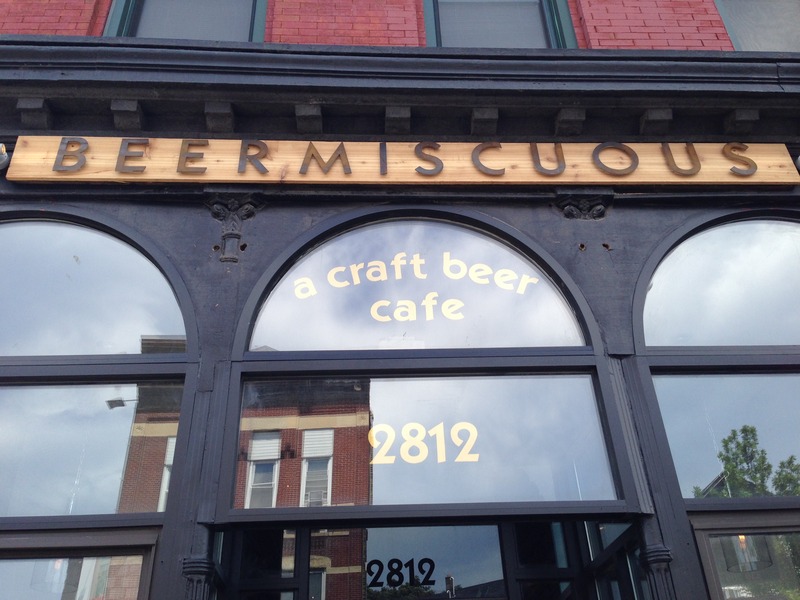 BEERMISCUOUS
a craft beer
cafe
2812
2812